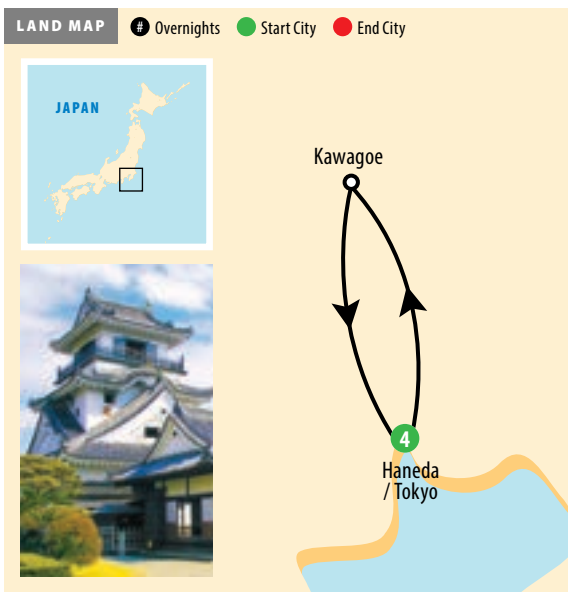 LAND MAP
# Overnights
Start City
End City
JAPAN
Kawagoe
4
Haneda
/ Tokyo